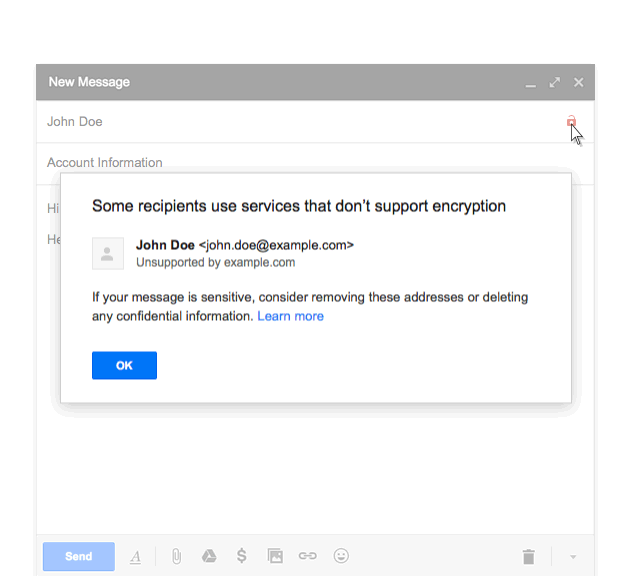 New Message
John Doe
Account Information
Hi
Some recipients use services that don’t support encryption
John Doe <john.doe@example.com>
Unsupported by example.com
If your message is sensitive, consider removing these addresses or deleting
any confidential information. Learn more
OK
Send
A
$